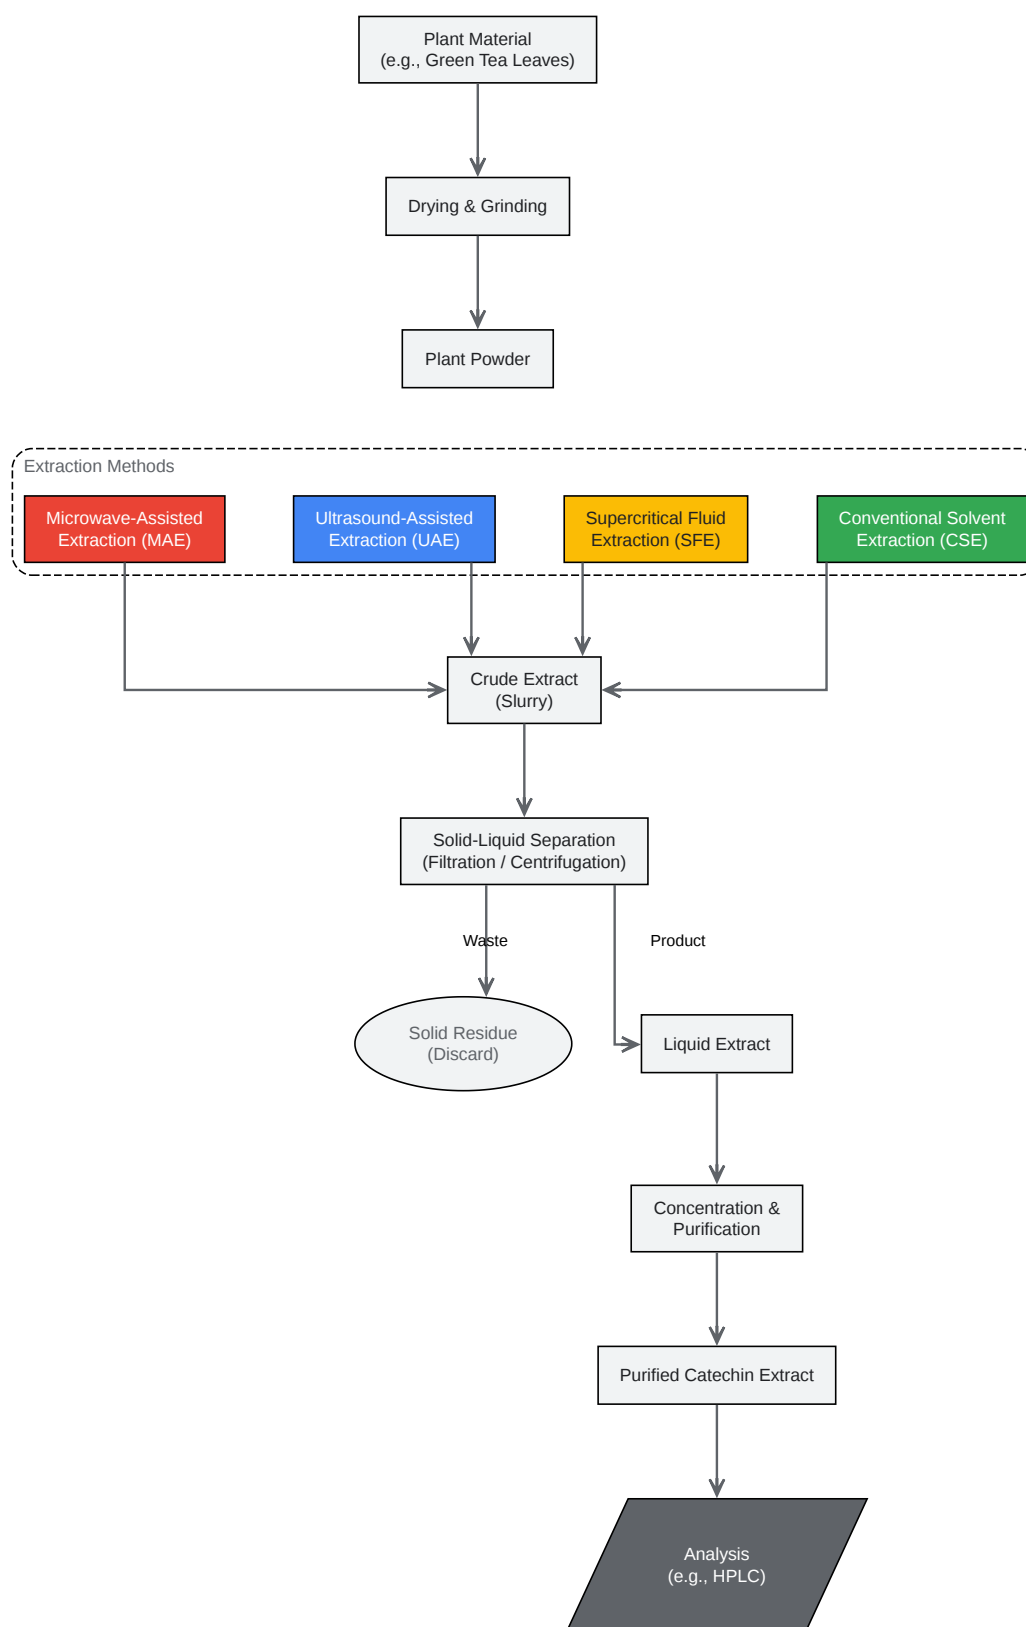 Plant Material
(e.g., Green Tea Leaves)
Drying & Grinding
Plant Powder
Extraction Methods
Microwave-Assisted
Extraction (MAE)
Ultrasound-Assisted
Extraction (UAE)
Supercritical Fluid
Extraction (SFE)
Conventional Solvent
Extraction (CSE)
Crude Extract
(Slurry)
Solid-Liquid Separation
(Filtration / Centrifugation)
Waste
Product
Solid Residue
(Discard)
Liquid Extract
Concentration &
Purification
Purified Catechin Extract
Analysis
(e.g., HPLC)